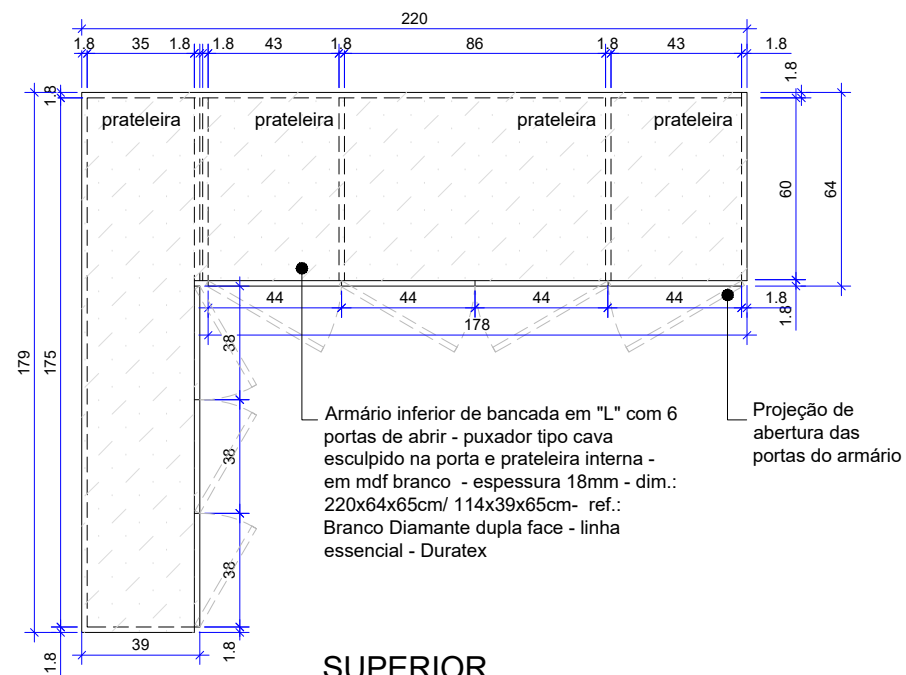 220
1.8 35 1.8 1.8 43 1.8 86 1.8 43 1.8
1.8
1.8
prateleira prateleira prateleira prateleira
60
64
44 44 44 44 1.8
1.8
178
179
175
38
38
38
Armário inferior de bancada em "L" com 6
portas de abrir - puxador tipo cava
esculpido na porta e prateleira interna -
em mdf branco - espessura 18mm - dim.:
220x64x65cm/ 114x39x65cm- ref.:
Branco Diamante dupla face - linha
essencial - Duratex
Projeção de
abertura das
portas do armário
39
1.8
1.8
SUPERIOR